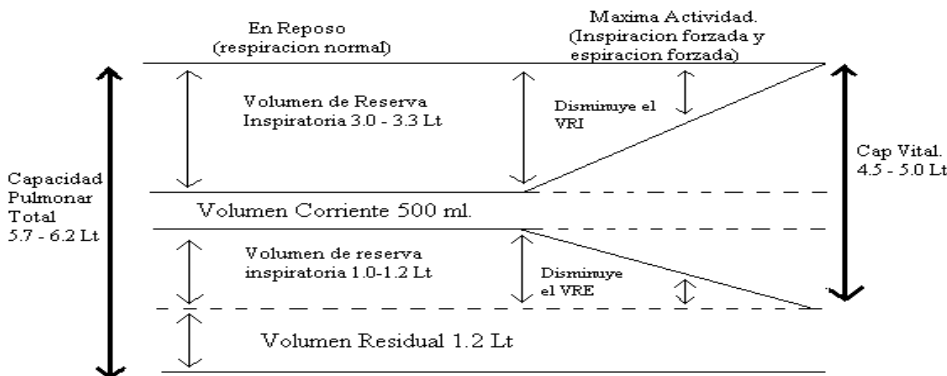 En Reposo
(respiracion normal)
Maxima Actividad.
(Inspiracion forzada y
espiracion forzada)
Volumen de Reserva
Inspiratoria 3.0 - 3.3 Lt
Disminuye el
VRI
Cap Vital.
4.5 - 5.0 Lt
Capacidad
Pulmonar
Total
5.7 - 6.2 Lt
Volumen Corriente 500 ml.
Volumen de reserva
inspiratoria 1.0-1.2 Lt
Disminuye
el VRE
Volumen Residual 1.2 Lt